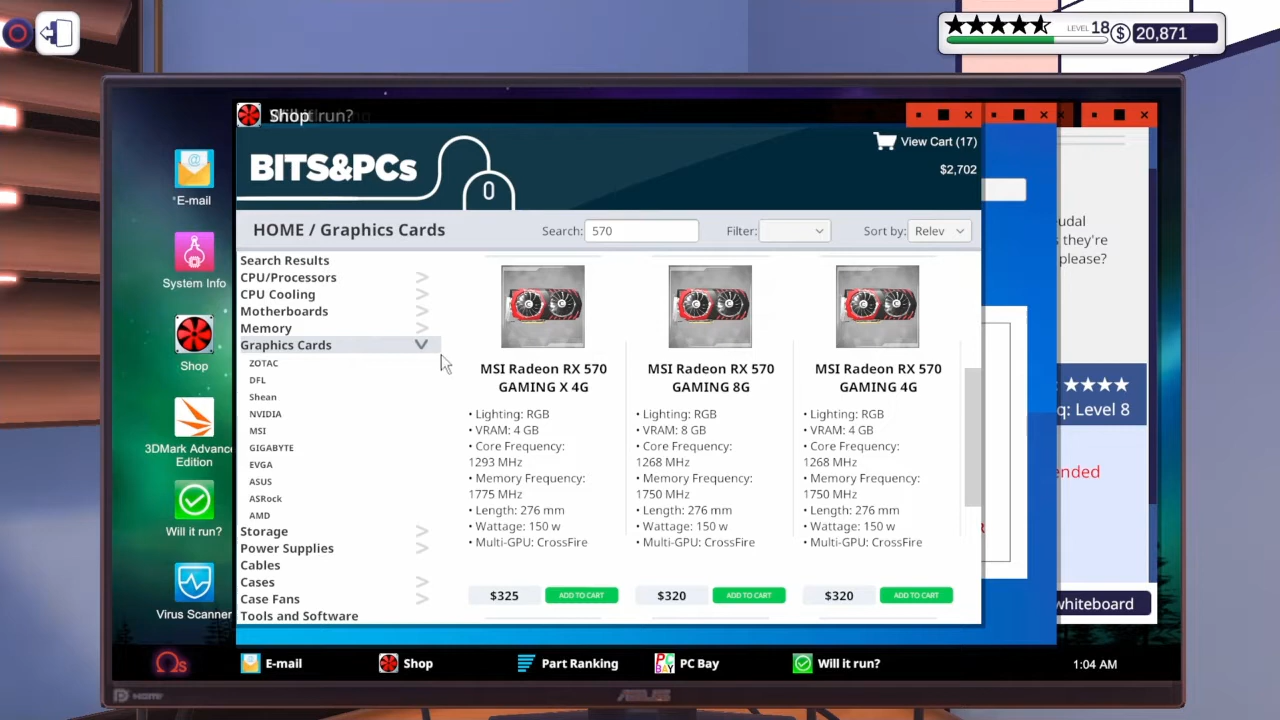 LEVEL 18
$ 20,871
Shop
run?
BITS&PCs
View Cart (17)
$2,702
HOME / Graphics Cards
Search: 570
Filter:
Sort by: Relev
E-mail
System Info
Shop
3DMark Advance
Edition
Will it run?
Virus Scanner
Search Results
CPU/Processors
CPU Cooling
Motherboards
Memory
Graphics Cards
ZOTAC
DFL
Shean
NVIDIA
MSI
GIGABYTE
EVGA
ASUS
ASRock
AMD
Storage
Power Supplies
Cables
Cases
Case Fans
Tools and Software
MSI Radeon RX 570
GAMING X 4G
• Lighting: RGB
• VRAM: 4 GB
• Core Frequency:
1293 MHz
• Memory Frequency:
1775 MHz
• Length: 276 mm
• Wattage: 150 w
• Multi-GPU: CrossFire
$325
ADD TO CART
MSI Radeon RX 570
GAMING 8G
• Lighting: RGB
• VRAM: 8 GB
• Core Frequency:
1268 MHz
• Memory Frequency:
1750 MHz
• Length: 276 mm
• Wattage: 150 w
• Multi-GPU: CrossFire
$320
ADD TO CART
MSI Radeon RX 570
GAMING 4G
• Lighting: RGB
• VRAM: 4 GB
• Core Frequency:
1268 MHz
• Memory Frequency:
1750 MHz
• Length: 276 mm
• Wattage: 150 w
• Multi-GPU: CrossFire
$320
ADD TO CART
udal
they're
please?
q: Level 8
ended
R
whiteboard
Ωs
E-mail
Shop
Part Ranking
PC BAY
PC Bay
Will it run?
1:04 AM
HDMI
ASUS